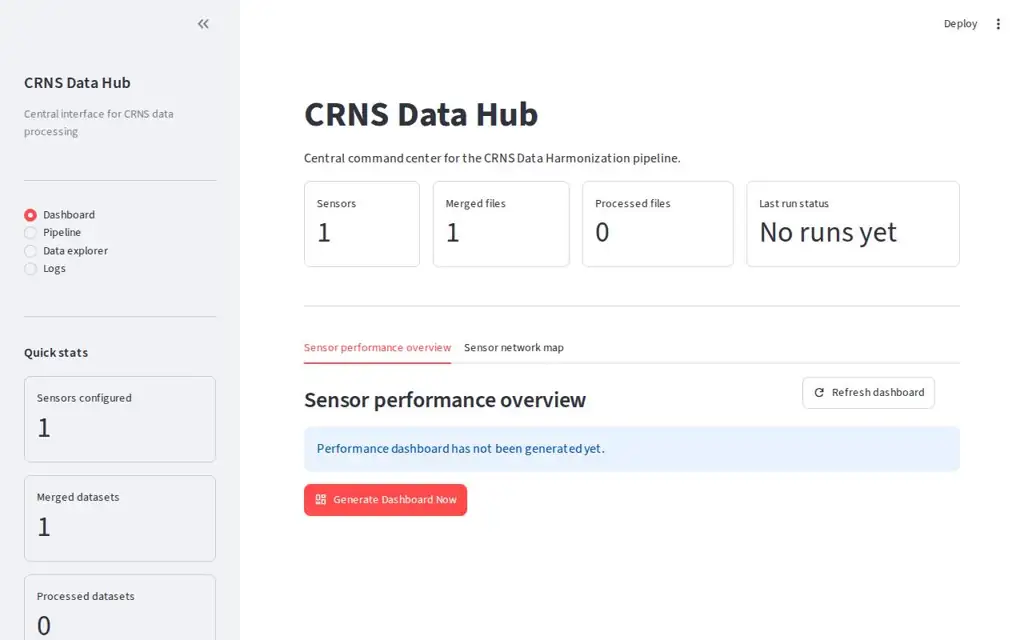 CRNS Data Hub
Central interface for CRNS data
processing
Dashboard
Pipeline
Data explorer
Logs
Quick stats
Sensors configured
1
Merged datasets
1
Processed datasets
0
Deploy
CRNS Data Hub
Central command center for the CRNS Data Harmonization pipeline.
Sensors
1
Merged files
1
Processed files
0
Last run status
No runs yet
Sensor performance overview
Sensor network map
Sensor performance overview
Refresh dashboard
Performance dashboard has not been generated yet.
Generate Dashboard Now